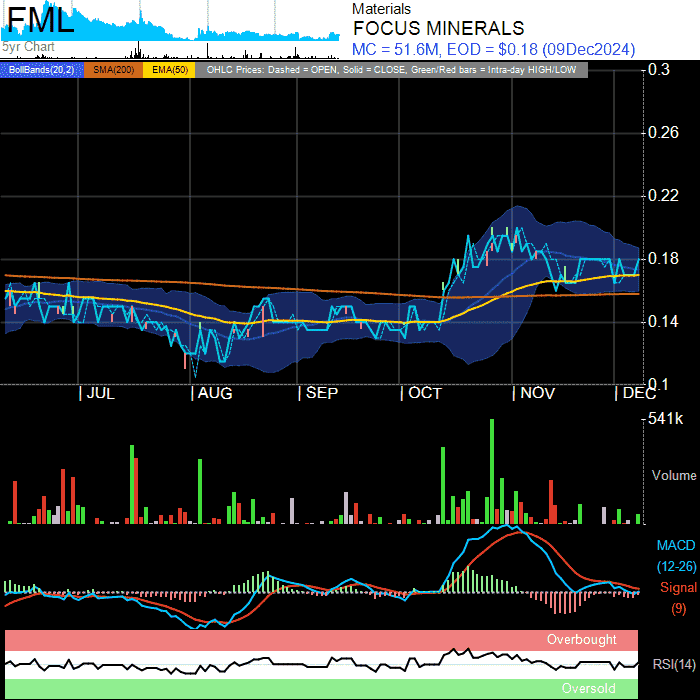 FML
5yr Chart
Materials
FOCUS MINERALS
MC = 51.6M, EOD = $0.18 (09Dec2024)
BollBands(20,2) SMA(200) EMA(50) OHLC Prices: Dashed = OPEN, Solid = CLOSE, Green/Red bars = Intra-day HIGH/LOW
0.3
0.26
0.22
0.18
0.14
0.1
| JUL | AUG | SEP | OCT | NOV | DEC
541k
Volume
MACD
(12-26)
Signal
(9)
Overbought
RSI(14)
Oversold